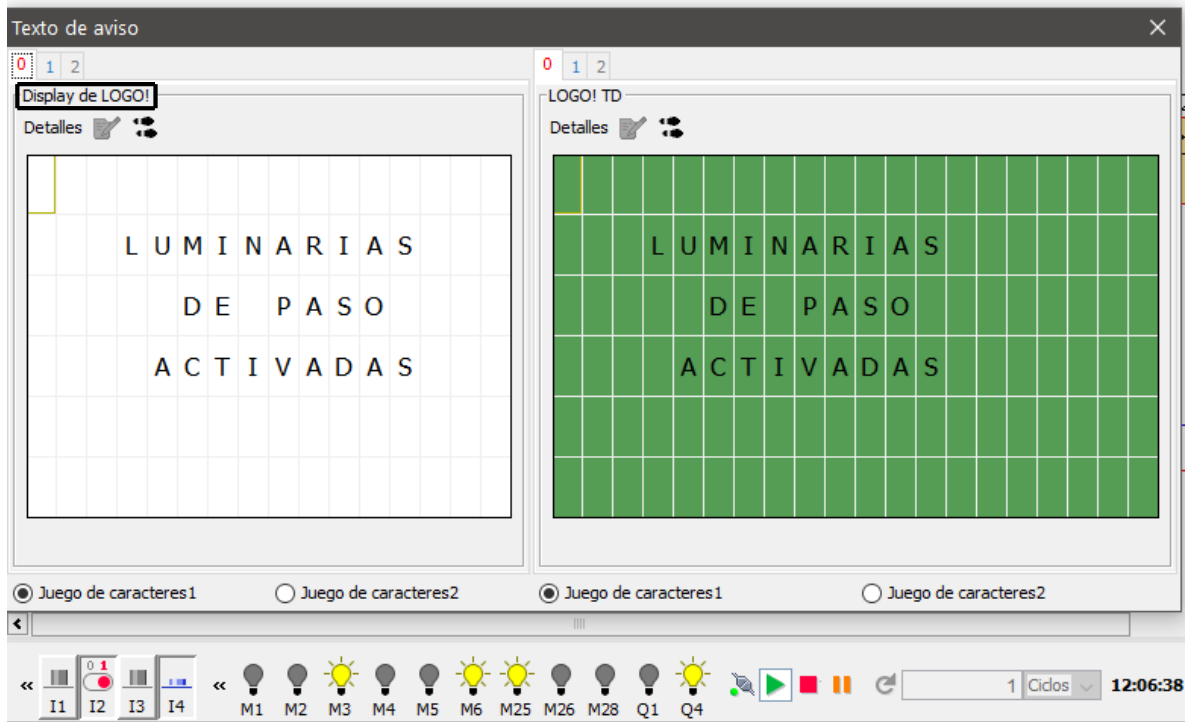 Texto de aviso
0 1 2
0 1 2
Display de LOGO!
LOGO! TD
Detalles
Detalles
LUMINARIAS
DE PASO
ACTIVADAS
LUMINARIAS
DE PASO
ACTIVADAS
Juego de caracteres1 Juego de caracteres2
Juego de caracteres1 Juego de caracteres2
0 1
« I1 I2 I3 I4 « M1 M2 M3 M4 M5 M6 M25 M26 M28 Q1 Q4 1 Ciclos 12:06:38